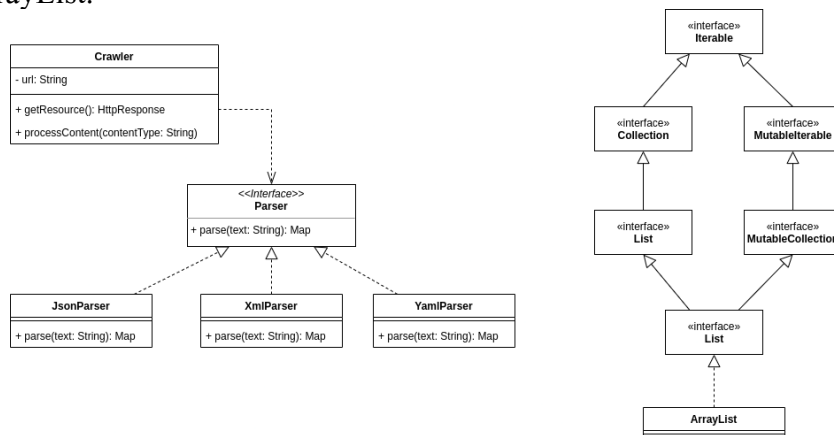 Crawler
- url: String
+ getResource(): HttpResponse
+ processContent(contentType: String)
<<Interface>>
Parser
+ parse(text: String): Map
JsonParser
+ parse(text: String): Map
XmlParser
+ parse(text: String): Map
YamlParser
+ parse(text: String): Map
«interface»
Iterable
«interface»
Collection
«interface»
MutableIterable
«interface»
List
«interface»
MutableCollection
«interface»
List
ArrayList